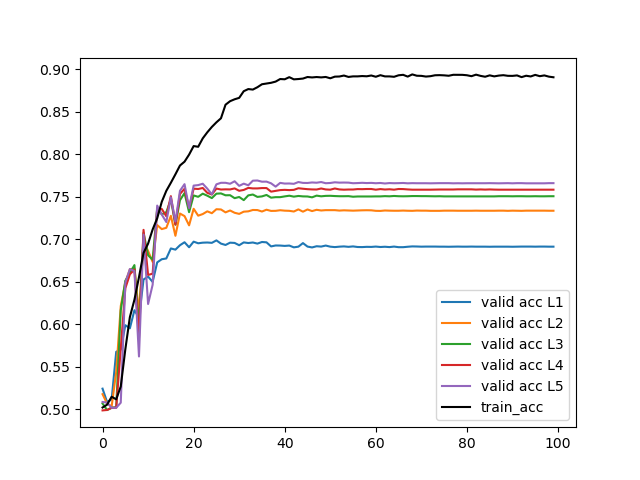 0.90
0.85
0.80
0.75
0.70
0.65
0.60
0.55
0.50
valid acc L1
valid acc L2
valid acc L3
valid acc L4
valid acc L5
train_acc
0 20 40 60 80 100